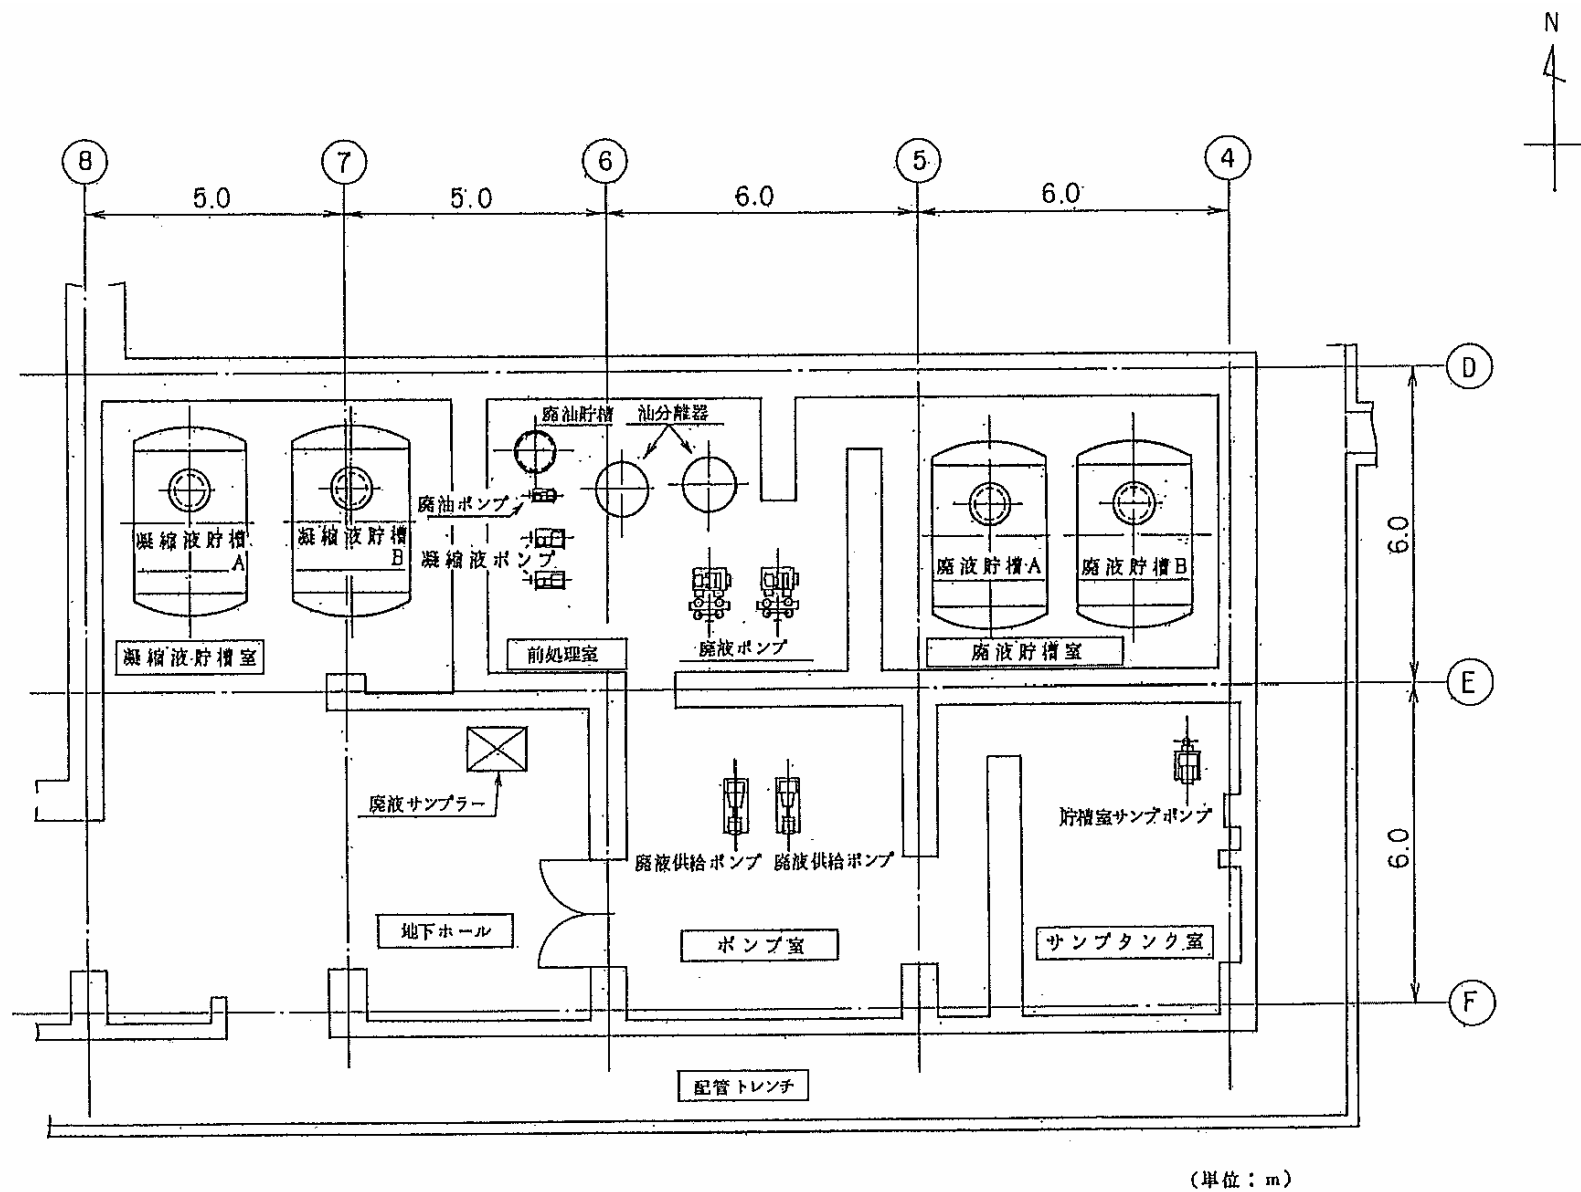 N
8
7
6
5
4
5.0
5.0
6.0
6.0
D
廃油貯槽
油分離器
廃油ポンプ
凝縮液貯槽
A
凝縮液貯槽
B
凝縮液ポンプ
6.0
廃液貯槽A
廃液貯槽B
凝縮液貯槽室
前処理室
廃液ポンプ
廃液貯槽室
E
廃液サンプラー
貯槽室サンプポンプ
廃液供給ポンプ
廃液供給ポンプ
6.0
地下ホール
ポンプ室
サンプタンク室
F
配管トレンチ
(単位：m)